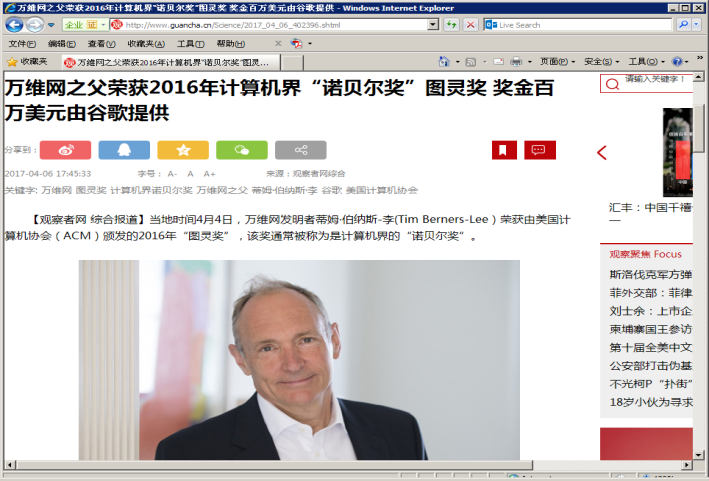 万维网之父荣获2016年计算机界"诺贝尔奖"图灵奖 奖金百万美元由谷歌提供 - Windows Internet Explorer
企业 证 http://www.guancha.cn/Science/2017_04_06_402396.shtml Live Search
文件(F) 编辑(E) 查看(V) 收藏夹(A) 工具(T) 帮助(H)
收藏夹 万维网之父荣获2016年计算机界"诺贝尔奖"图灵... 页面(P) 安全(S) 工具(O)
万维网之父荣获2016年计算机界“诺贝尔奖”图灵奖 奖金百
万美元由谷歌提供
请输入关键字！
分享到：
2017-04-06 17:45:33 字号： A- A A+ 来源：观察者网综合
关键字: 万维网 图灵奖 计算机界诺贝尔奖 万维网之父 蒂姆·伯纳斯-李 谷歌 美国计算机协会
【观察者网 综合报道】当地时间4月4日，万维网发明者蒂姆·伯纳斯-李(Tim Berners-Lee）荣获由美国计
算机协会（ACM）颁发的2016年“图灵奖”，该奖通常被称为是计算机界的“诺贝尔奖”。
汇丰：中国千禧
一
观察聚焦 Focus
斯洛伐克军方弹
菲外交部：菲律
刘士余：上市企
柬埔寨国王参访
第十届全美中文
公安部打击伪基
不光柯P“扑街”
18岁小伙为寻求